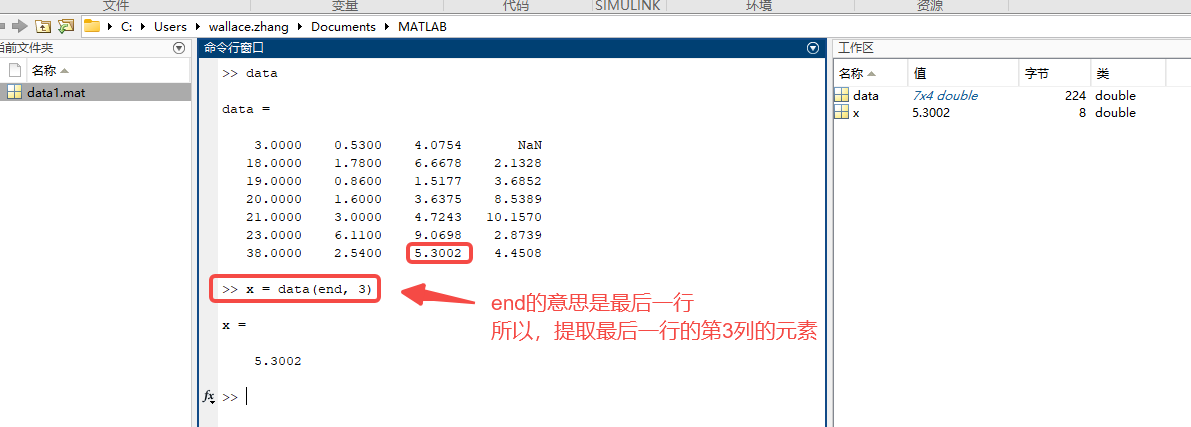 文件 变量 代码 SIMULINK 环境 资源
C: Users wallace.zhang Documents MATLAB
当前文件夹
命令行窗口
工作区
名称
data1.mat
>> data
data =
3.0000 0.5300 4.0754 NaN
18.0000 1.7800 6.6678 2.1328
19.0000 0.8600 1.5177 3.6852
20.0000 1.6000 3.6375 8.5389
21.0000 3.0000 4.7243 10.1570
23.0000 6.1100 9.0698 2.8739
38.0000 2.5400 5.3002 4.4508
>> x = data(end, 3)
x =
5.3002
fx >>
end的意思是最后一行
所以，提取最后一行的第3列的元素
名称 值 字节 类
data 7x4 double 224 double
x 5.3002 8 double